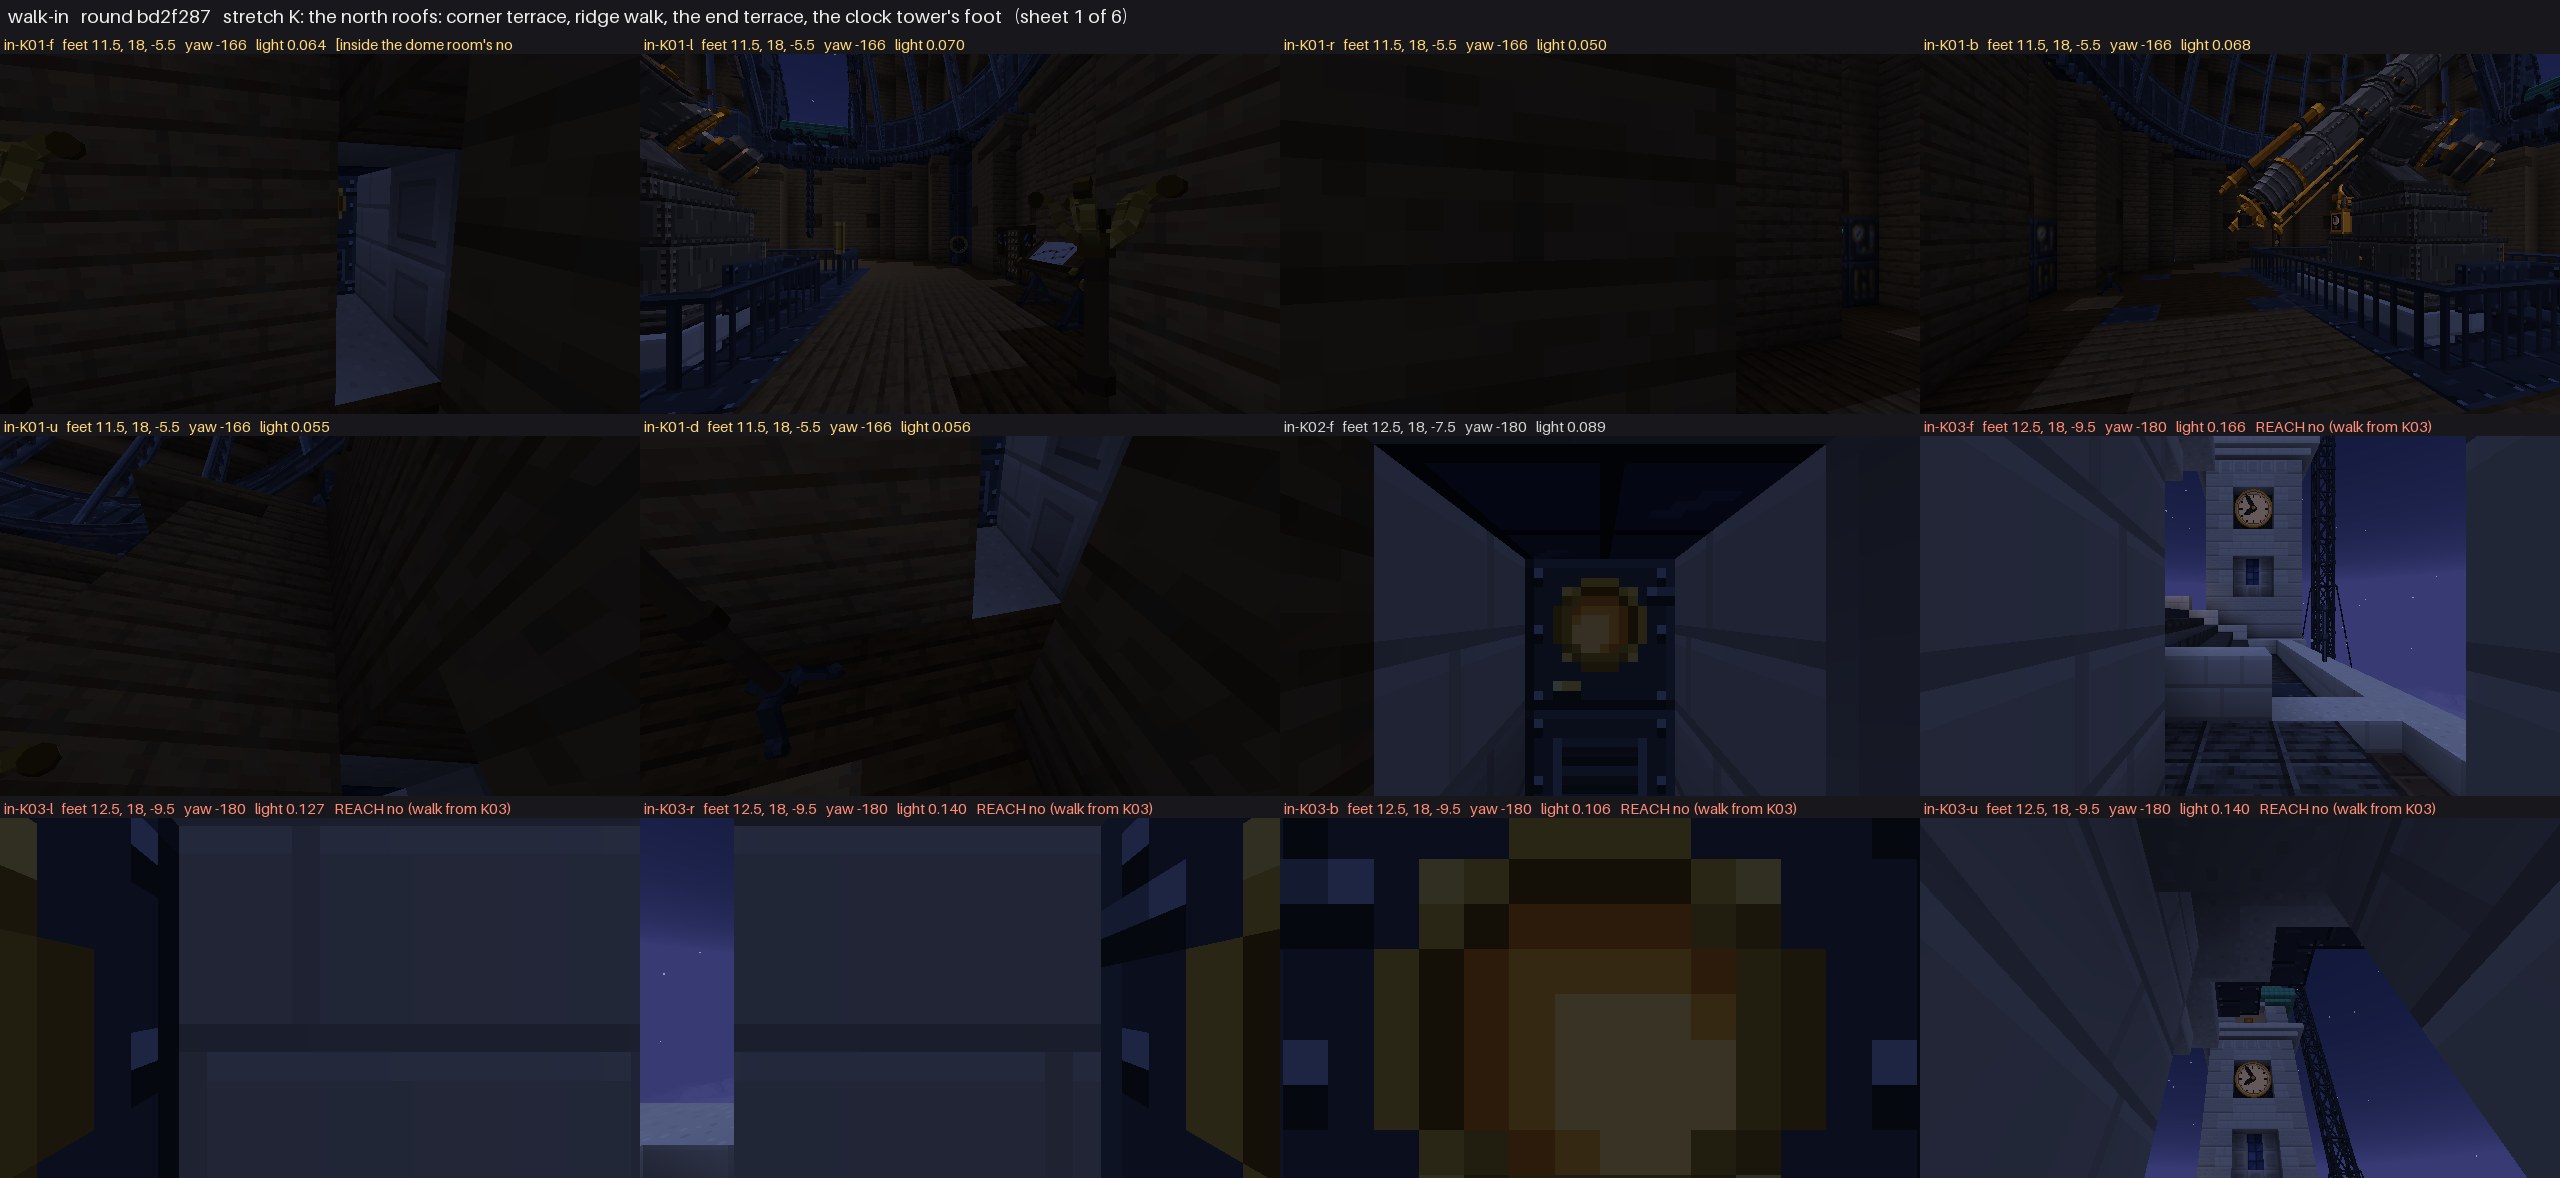 walk-in round bd2f287 stretch K: the north roofs: corner terrace, ridge walk, the end terrace, the clock tower's foot (sheet 1 of 6)
in-K01-f feet 11.5, 18, -5.5 yaw -166 light 0.064 [inside the dome room's no
in-K01-l feet 11.5, 18, -5.5 yaw -166 light 0.070
in-K01-r feet 11.5, 18, -5.5 yaw -166 light 0.050
in-K01-b feet 11.5, 18, -5.5 yaw -166 light 0.068
in-K01-u feet 11.5, 18, -5.5 yaw -166 light 0.055
in-K01-d feet 11.5, 18, -5.5 yaw -166 light 0.056
in-K02-f feet 12.5, 18, -7.5 yaw -180 light 0.089
in-K03-f feet 12.5, 18, -9.5 yaw -180 light 0.166 REACH no (walk from K03)
in-K03-l feet 12.5, 18, -9.5 yaw -180 light 0.127 REACH no (walk from K03)
in-K03-r feet 12.5, 18, -9.5 yaw -180 light 0.140 REACH no (walk from K03)
in-K03-b feet 12.5, 18, -9.5 yaw -180 light 0.106 REACH no (walk from K03)
in-K03-u feet 12.5, 18, -9.5 yaw -180 light 0.140 REACH no (walk from K03)